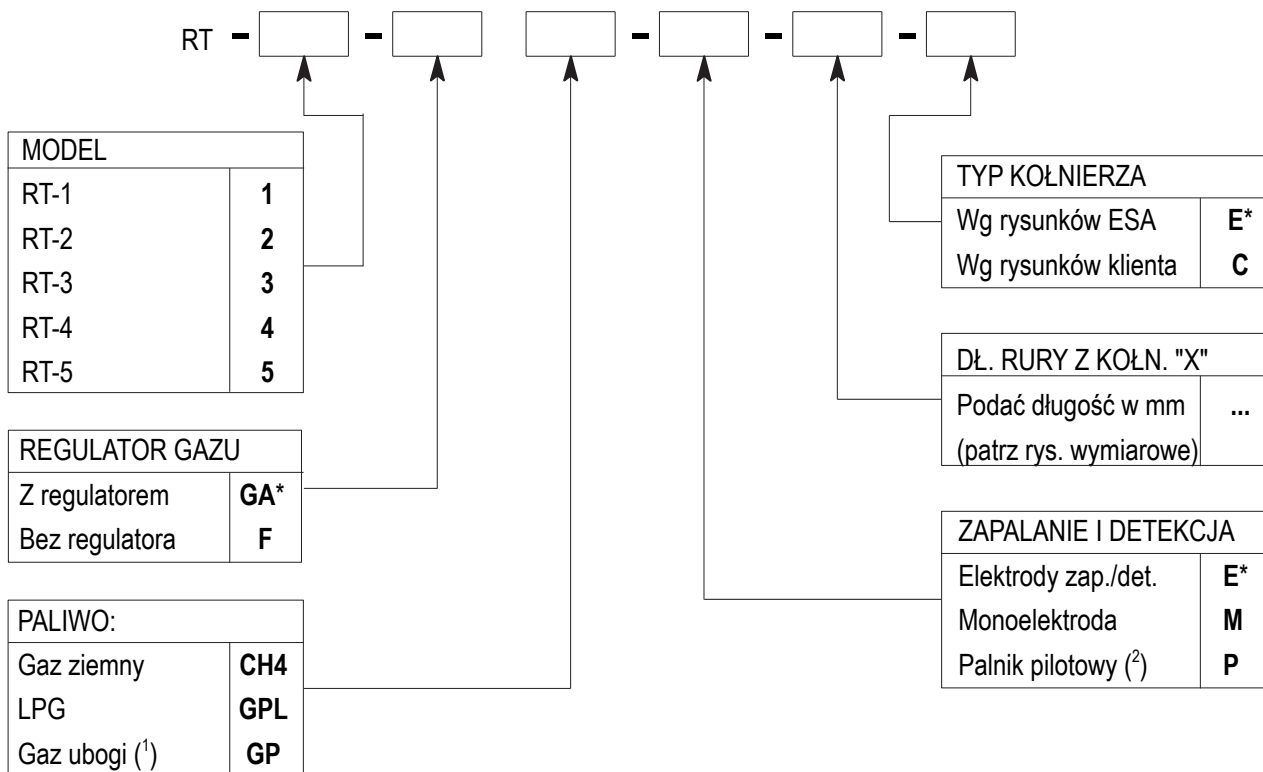 RT - - - - -
MODEL
RT-1 1
RT-2 2
RT-3 3
RT-4 4
RT-5 5
REGULATOR GAZU
Z regulatorem GA*
Bez regulatora F
PALIWO:
Gaz ziemny CH4
LPG GPL
Gaz ubogi (¹) GP
TYP KOŁNIERZA
Wg rysunków ESA E*
Wg rysunków klienta C
DŁ. RURY Z KOŁN. "X"
Podać długość w mm ...
(patrz rys. wymiarowe)
ZAPALANIE I DETEKCJA
Elektrody zap./det. E*
Monoelektroda M
Palnik pilotowy (²) P